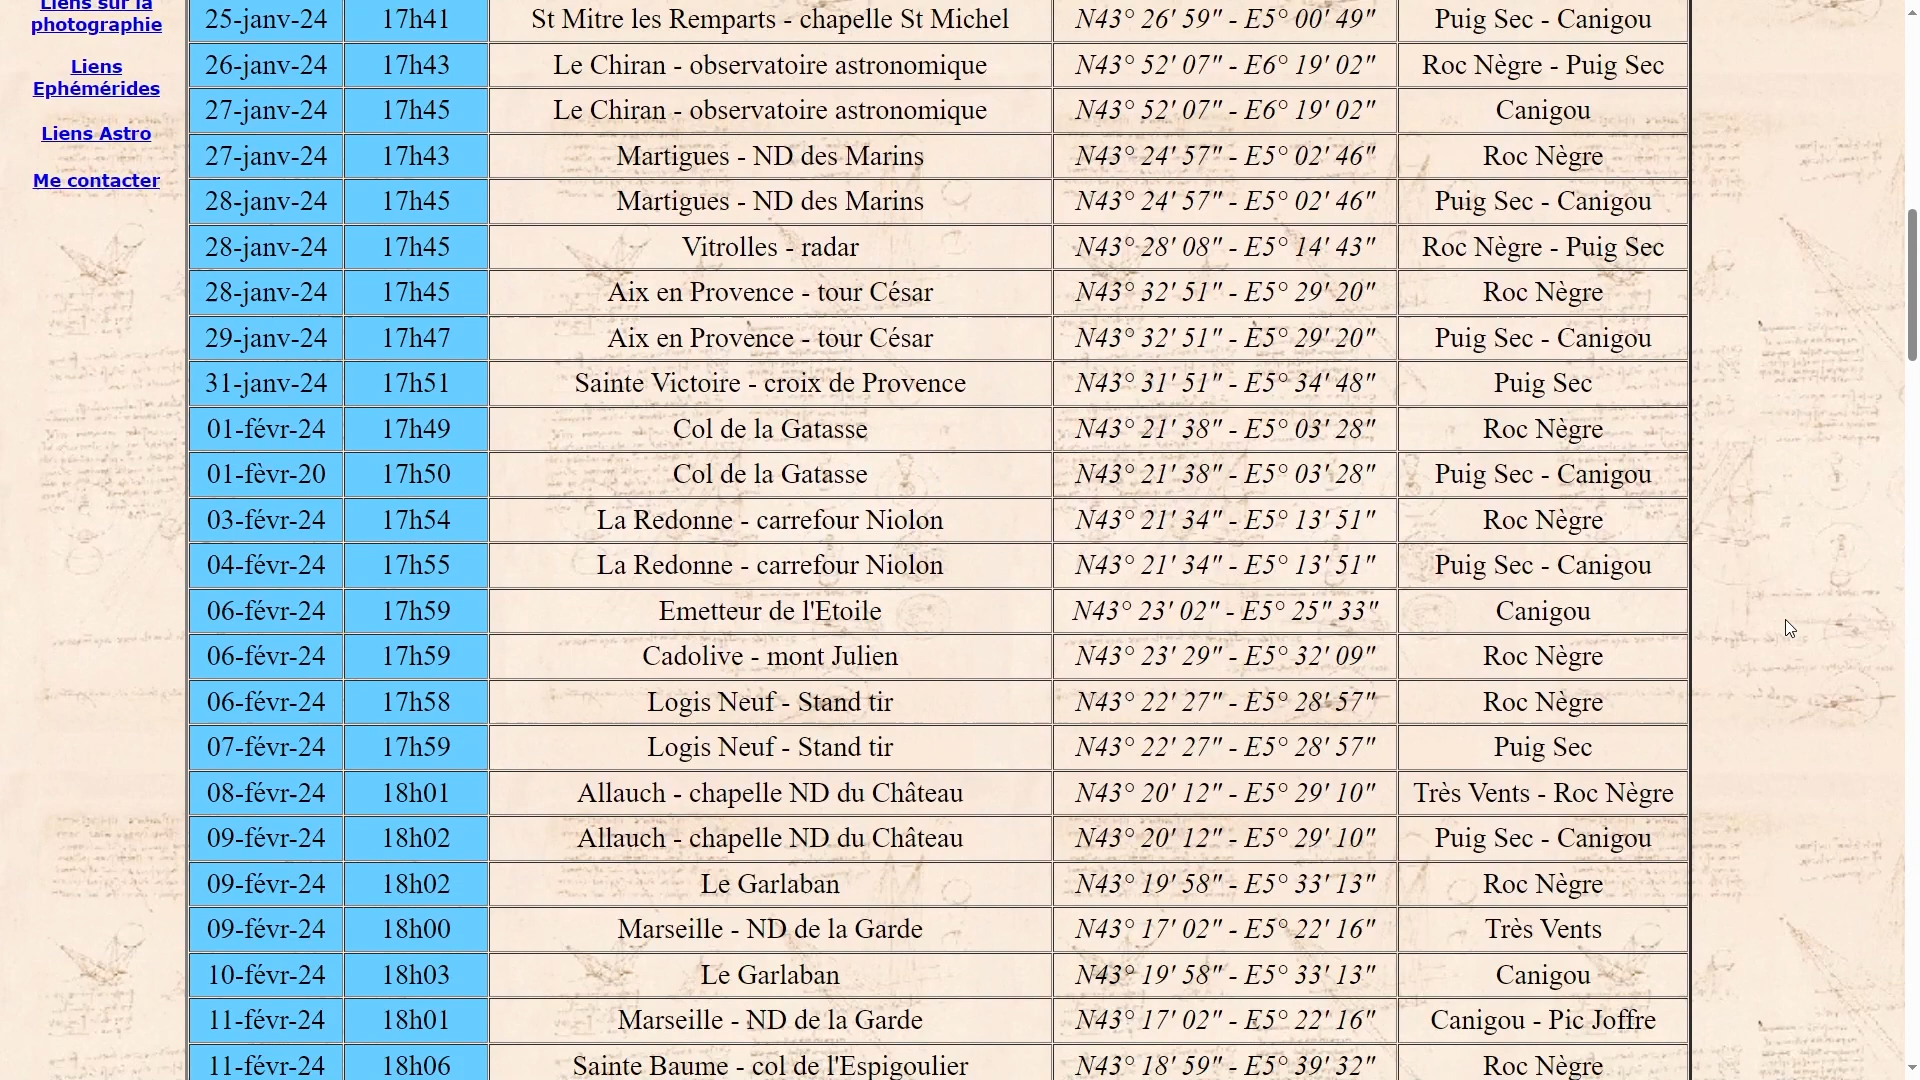 Liens sur la
photographie
Liens
Ephémérides
Liens Astro
Me contacter
25-janv-24 17h41 St Mitre les Remparts - chapelle St Michel N43° 26' 59" - E5° 00' 49" Puig Sec - Canigou
26-janv-24 17h43 Le Chiran - observatoire astronomique N43° 52' 07" - E6° 19' 02" Roc Nègre - Puig Sec
27-janv-24 17h45 Le Chiran - observatoire astronomique N43° 52' 07" - E6° 19' 02" Canigou
27-janv-24 17h43 Martigues - ND des Marins N43° 24' 57" - E5° 02' 46" Roc Nègre
28-janv-24 17h45 Martigues - ND des Marins N43° 24' 57" - E5° 02' 46" Puig Sec - Canigou
28-janv-24 17h45 Vitrolles - radar N43° 28' 08" - E5° 14' 43" Roc Nègre - Puig Sec
28-janv-24 17h45 Aix en Provence - tour César N43° 32' 51" - E5° 29' 20" Roc Nègre
29-janv-24 17h47 Aix en Provence - tour César N43° 32' 51" - E5° 29' 20" Puig Sec - Canigou
31-janv-24 17h51 Sainte Victoire - croix de Provence N43° 31' 51" - E5° 34' 48" Puig Sec
01-févr-24 17h49 Col de la Gatasse N43° 21' 38" - E5° 03' 28" Roc Nègre
01-fèvr-20 17h50 Col de la Gatasse N43° 21' 38" - E5° 03' 28" Puig Sec - Canigou
03-févr-24 17h54 La Redonne - carrefour Niolon N43° 21' 34" - E5° 13' 51" Roc Nègre
04-févr-24 17h55 La Redonne - carrefour Niolon N43° 21' 34" - E5° 13' 51" Puig Sec - Canigou
06-févr-24 17h59 Emetteur de l'Etoile N43° 23' 02" - E5° 25" 33" Canigou
06-févr-24 17h59 Cadolive - mont Julien N43° 23' 29" - E5° 32' 09" Roc Nègre
06-févr-24 17h58 Logis Neuf - Stand tir N43° 22' 27" - E5° 28' 57" Roc Nègre
07-févr-24 17h59 Logis Neuf - Stand tir N43° 22' 27" - E5° 28' 57" Puig Sec
08-févr-24 18h01 Allauch - chapelle ND du Château N43° 20' 12" - E5° 29' 10" Très Vents - Roc Nègre
09-févr-24 18h02 Allauch - chapelle ND du Château N43° 20' 12" - E5° 29' 10" Puig Sec - Canigou
09-févr-24 18h02 Le Garlaban N43° 19' 58" - E5° 33' 13" Roc Nègre
09-févr-24 18h00 Marseille - ND de la Garde N43° 17' 02" - E5° 22' 16" Très Vents
10-févr-24 18h03 Le Garlaban N43° 19' 58" - E5° 33' 13" Canigou
11-févr-24 18h01 Marseille - ND de la Garde N43° 17' 02" - E5° 22' 16" Canigou - Pic Joffre
11-févr-24 18h06 Sainte Baume - col de l'Espigoulier N43° 18' 59" - E5° 39' 32" Roc Nègre